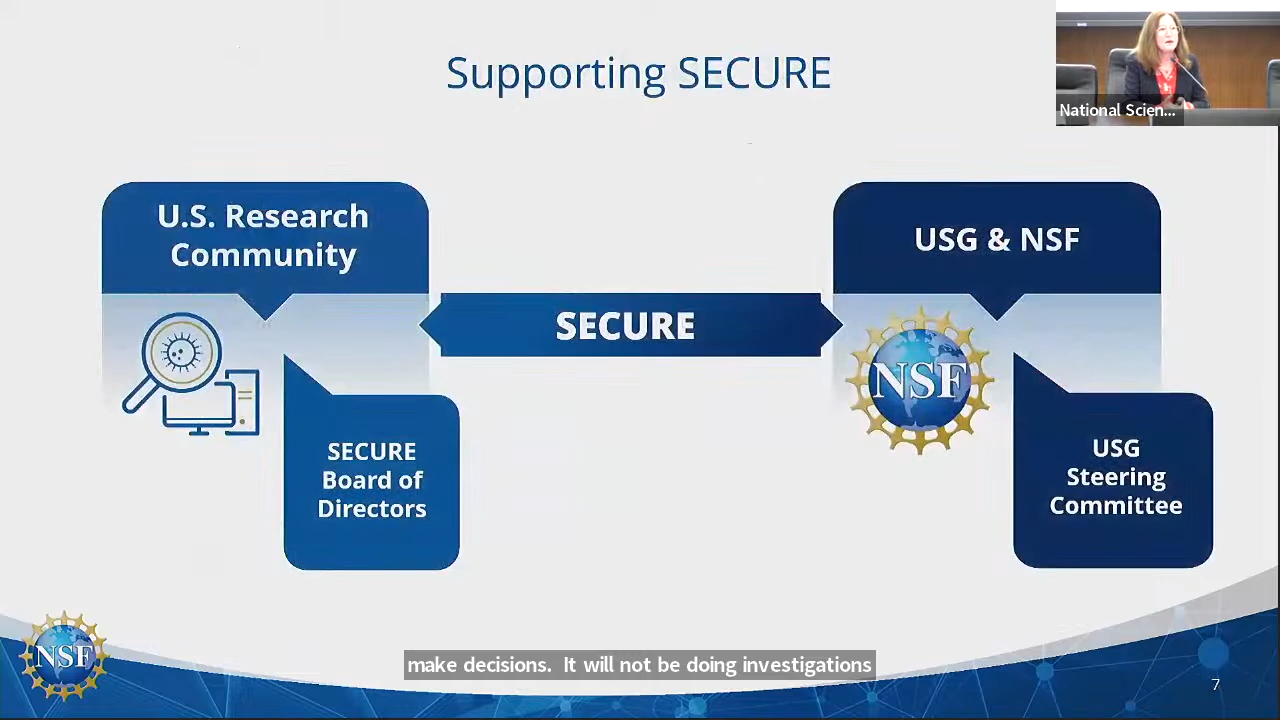 Supporting SECURE
National Scien...
U.S. Research
Community
USG & NSF
SECURE
NSF
SECURE
Board of
Directors
USG
Steering
Committee
NSF
make decisions.  It will not be doing investigations
7